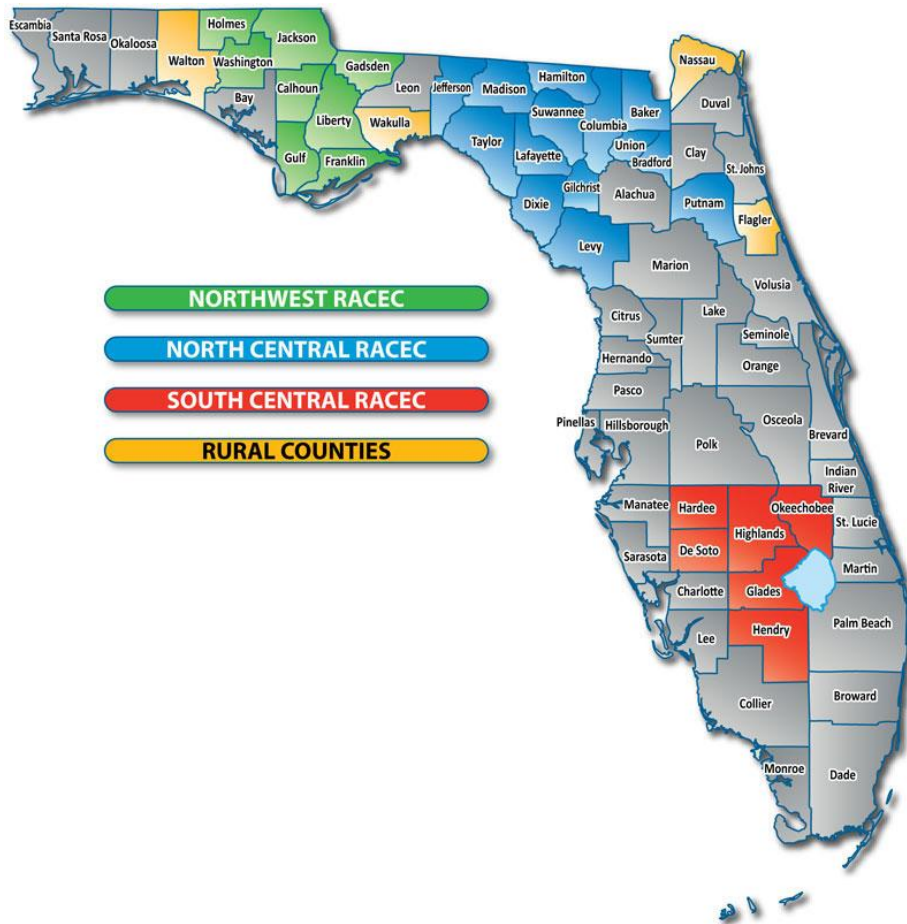 Escambia
Santa Rosa
Okaloosa
Walton
Holmes
Washington
Jackson
Bay
Calhoun
Gulf
Liberty
Franklin
Gadsden
Leon
Wakulla
Jefferson
Madison
Taylor
Hamilton
Suwannee
Lafayette
Columbia
Dixie
Gilchrist
Baker
Union
Bradford
Alachua
Levy
Nassau
Duval
Clay
St. Johns
Putnam
Flagler
Marion
Volusia
NORTHWEST RACEC
NORTH CENTRAL RACEC
SOUTH CENTRAL RACEC
RURAL COUNTIES
Citrus
Sumter
Lake
Seminole
Hernando
Orange
Pasco
Pinellas
Hillsborough
Polk
Osceola
Brevard
Indian
River
Manatee
Hardee
Highlands
Okeechobee
St. Lucie
Sarasota
De Soto
Martin
Charlotte
Glades
Lee
Hendry
Palm Beach
Collier
Broward
Monroe
Dade